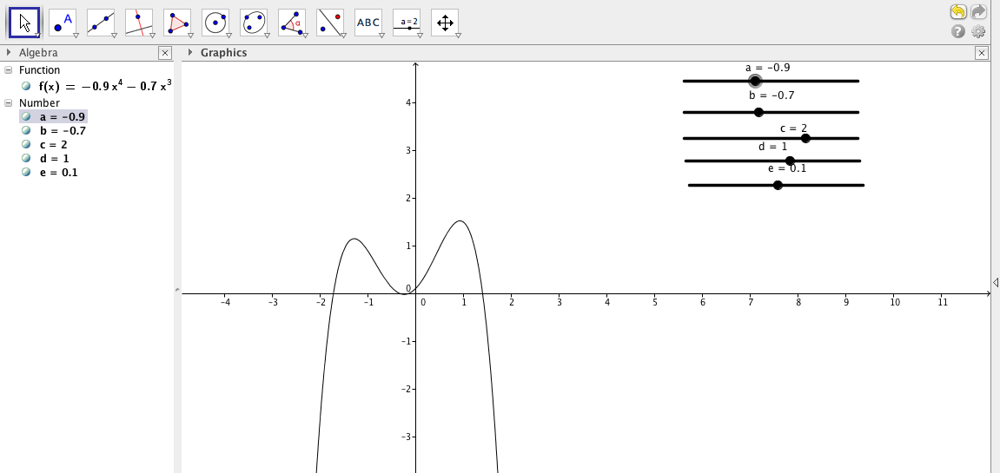 A
α
ABC
a=2
?
Algebra
Graphics
Function
f(x) = −0.9 x⁴ − 0.7 x³
Number
a = −0.9
b = −0.7
c = 2
d = 1
e = 0.1
a = −0.9
b = −0.7
c = 2
d = 1
e = 0.1
4
3
2
1
0
-4 -3 -2 -1 0 1 2 3 4 5 6 7 8 9 10 11
-1
-2
-3